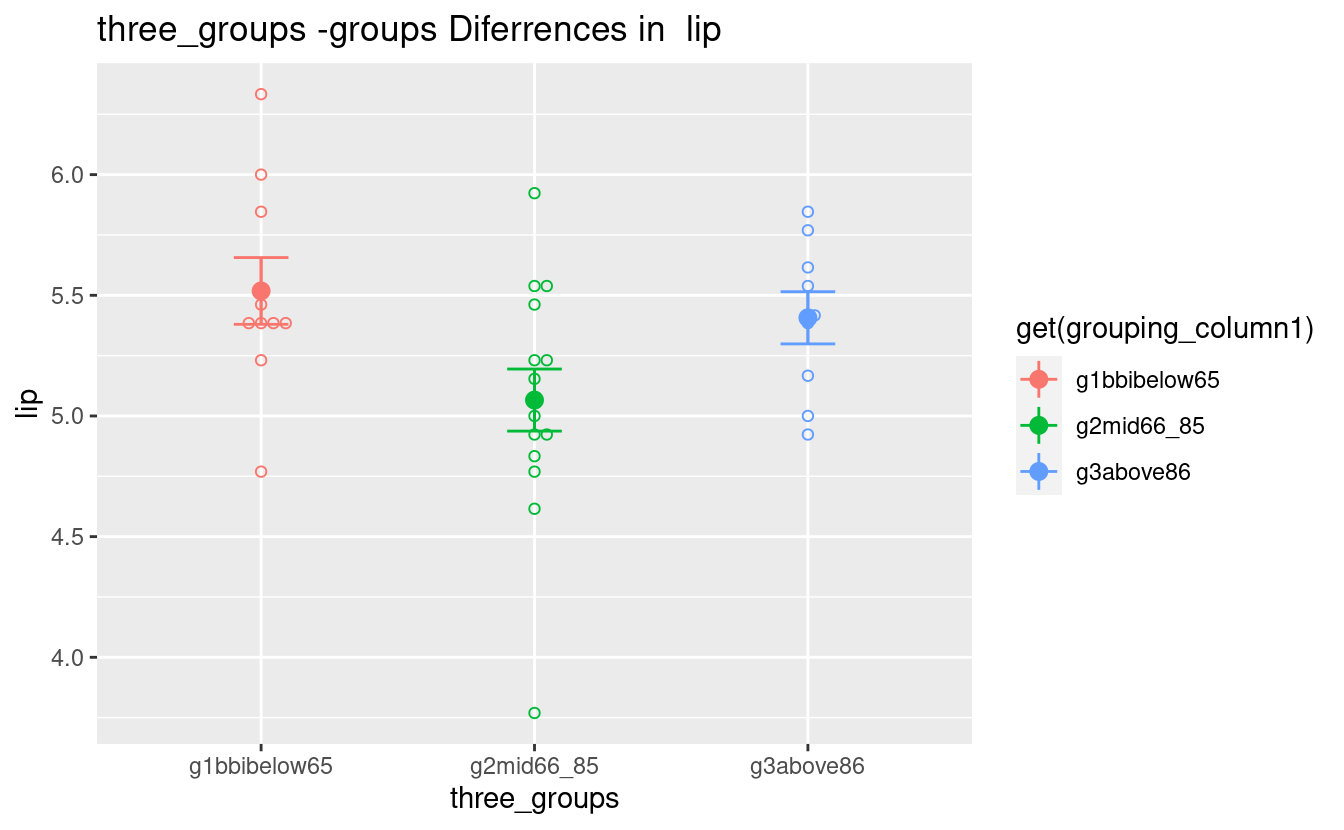 three_groups -groups Diferrences in  lip
6.0
5.5
5.0
4.5
4.0
lip
g1bbibelow65
g2mid66_85
g3above86
three_groups
get(grouping_column1)
g1bbibelow65
g2mid66_85
g3above86